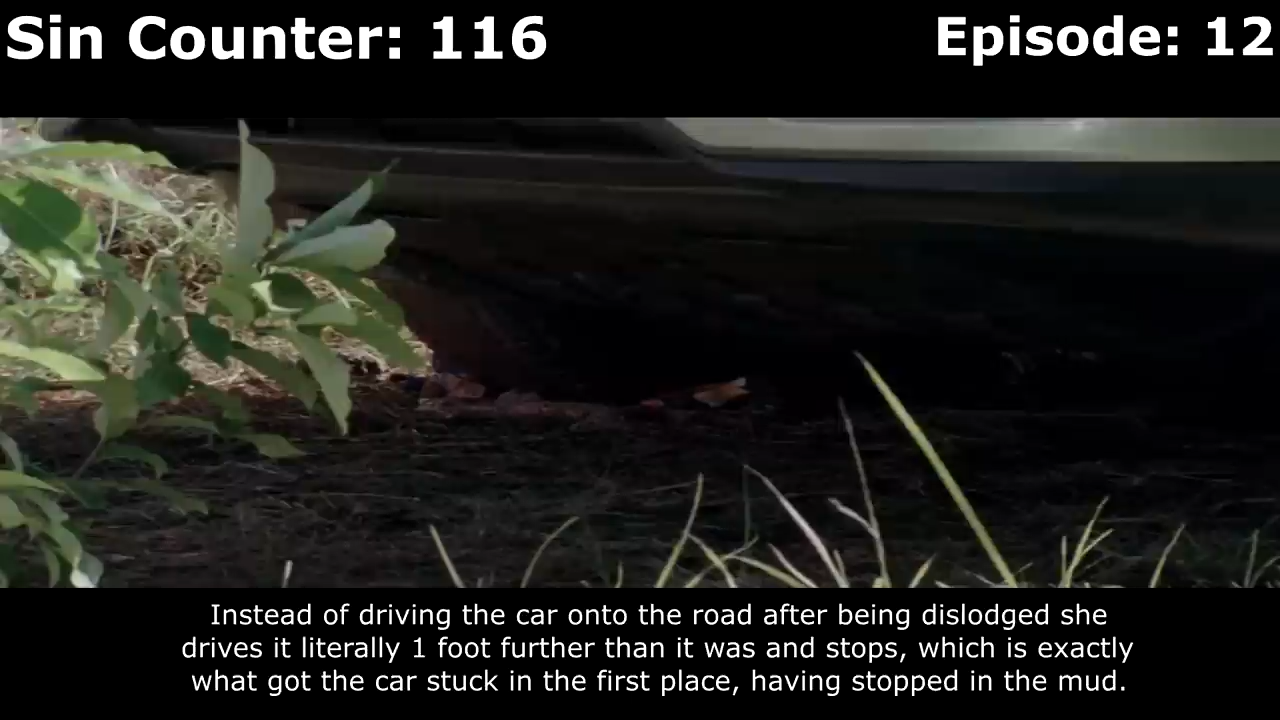 Sin Counter: 116
Episode: 12
Instead of driving the car onto the road after being dislodged she
drives it literally 1 foot further than it was and stops, which is exactly
what got the car stuck in the first place, having stopped in the mud.